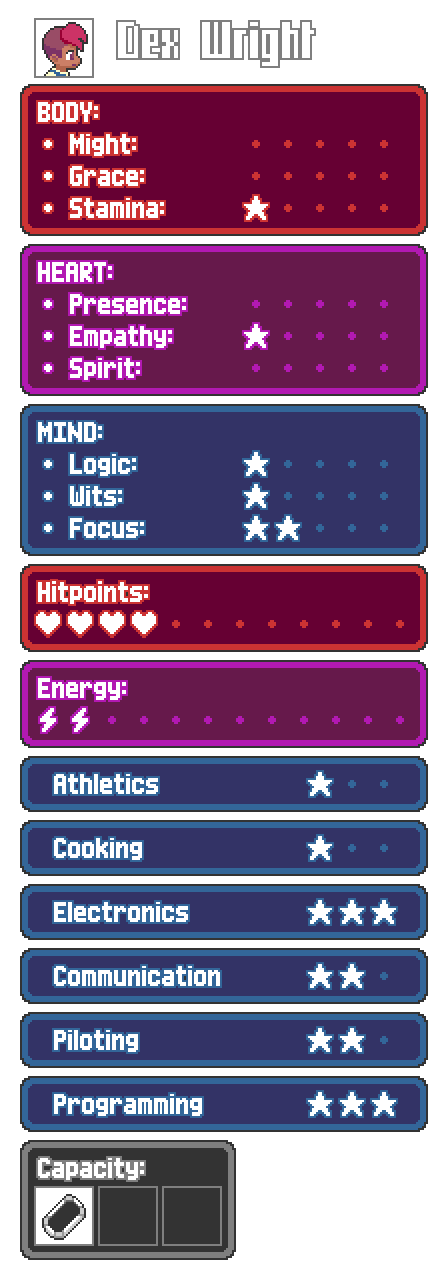 Dex Wright
BODY:
• Might:
• Grace:
• Stamina:
HEART:
• Presence:
• Empathy:
• Spirit:
MIND:
• Logic:
• Wits:
• Focus:
Hitpoints:
Energy:
Athletics
Cooking
Electronics
Communication
Piloting
Programming
Capacity: